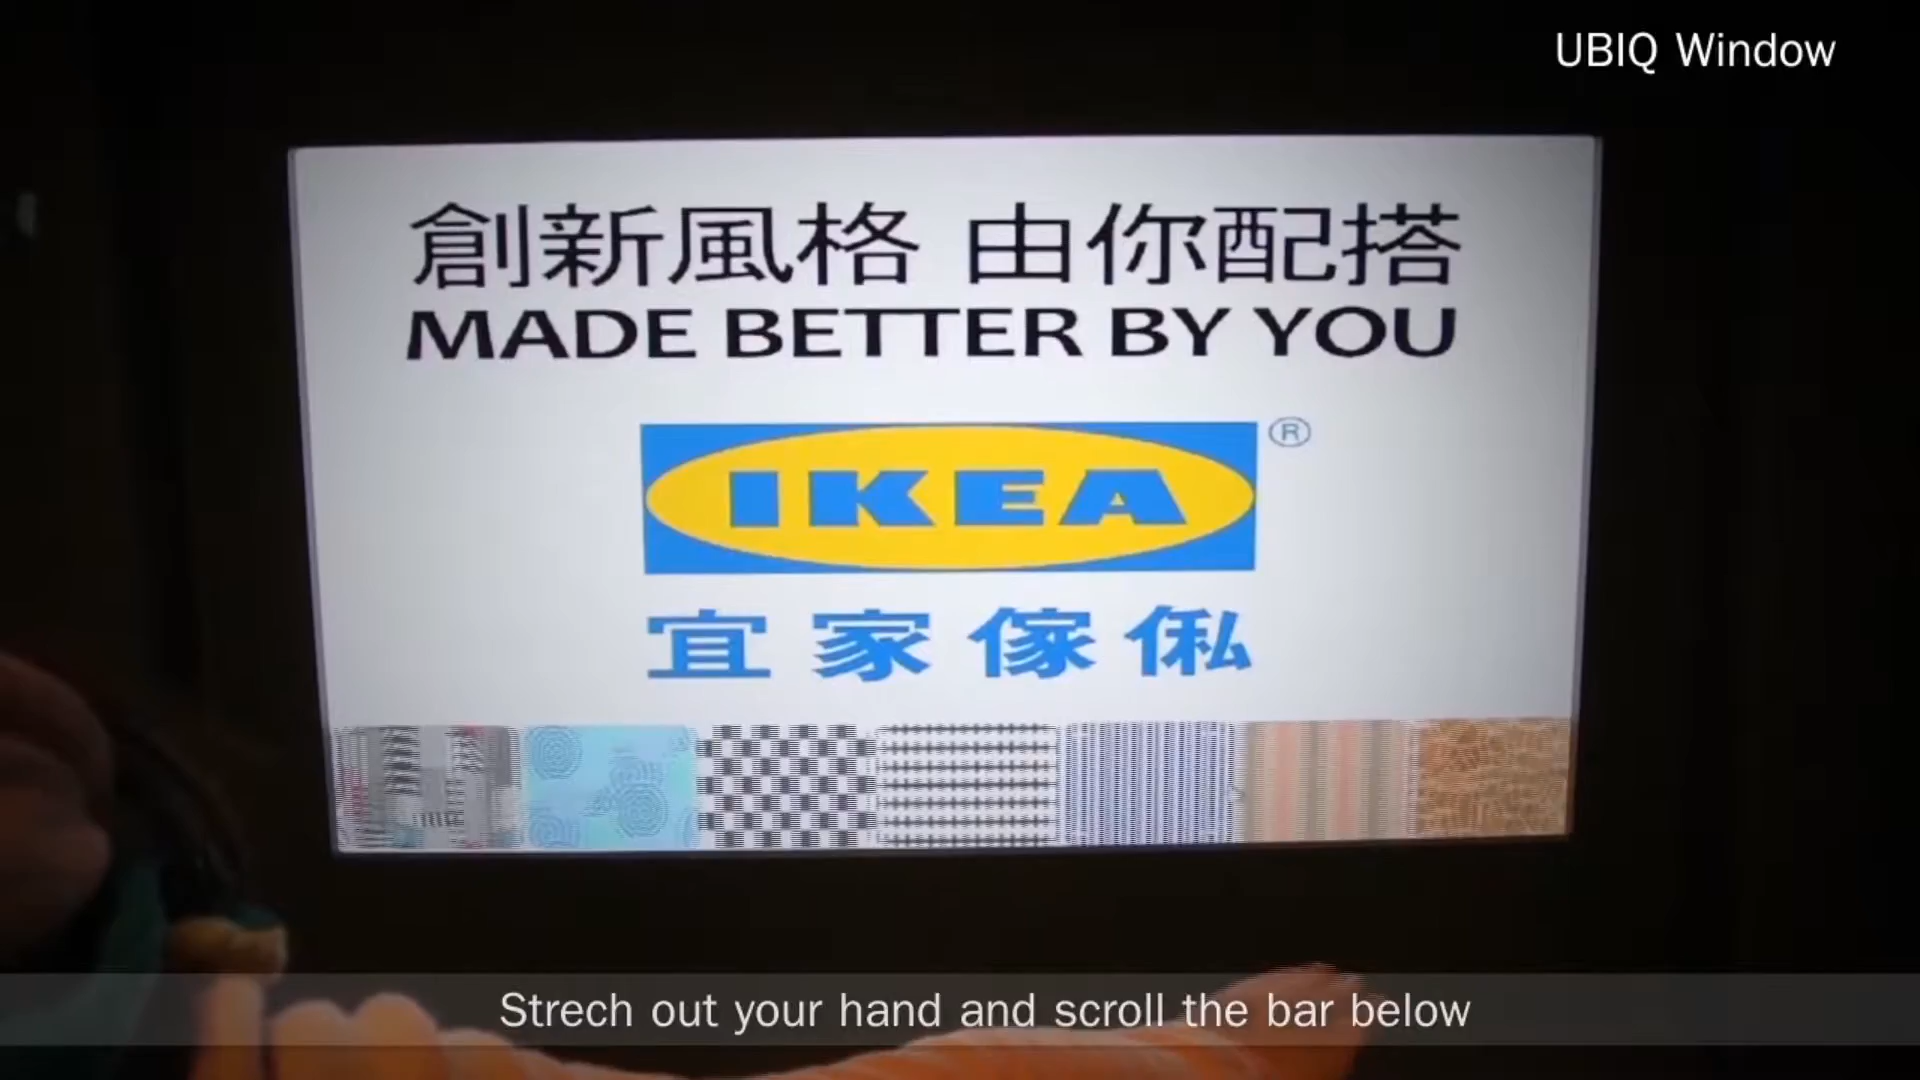 UBIQ Window
創新風格 由你配搭
MADE BETTER BY YOU
IKEA®
宜家傢俬
Strech out your hand and scroll the bar below